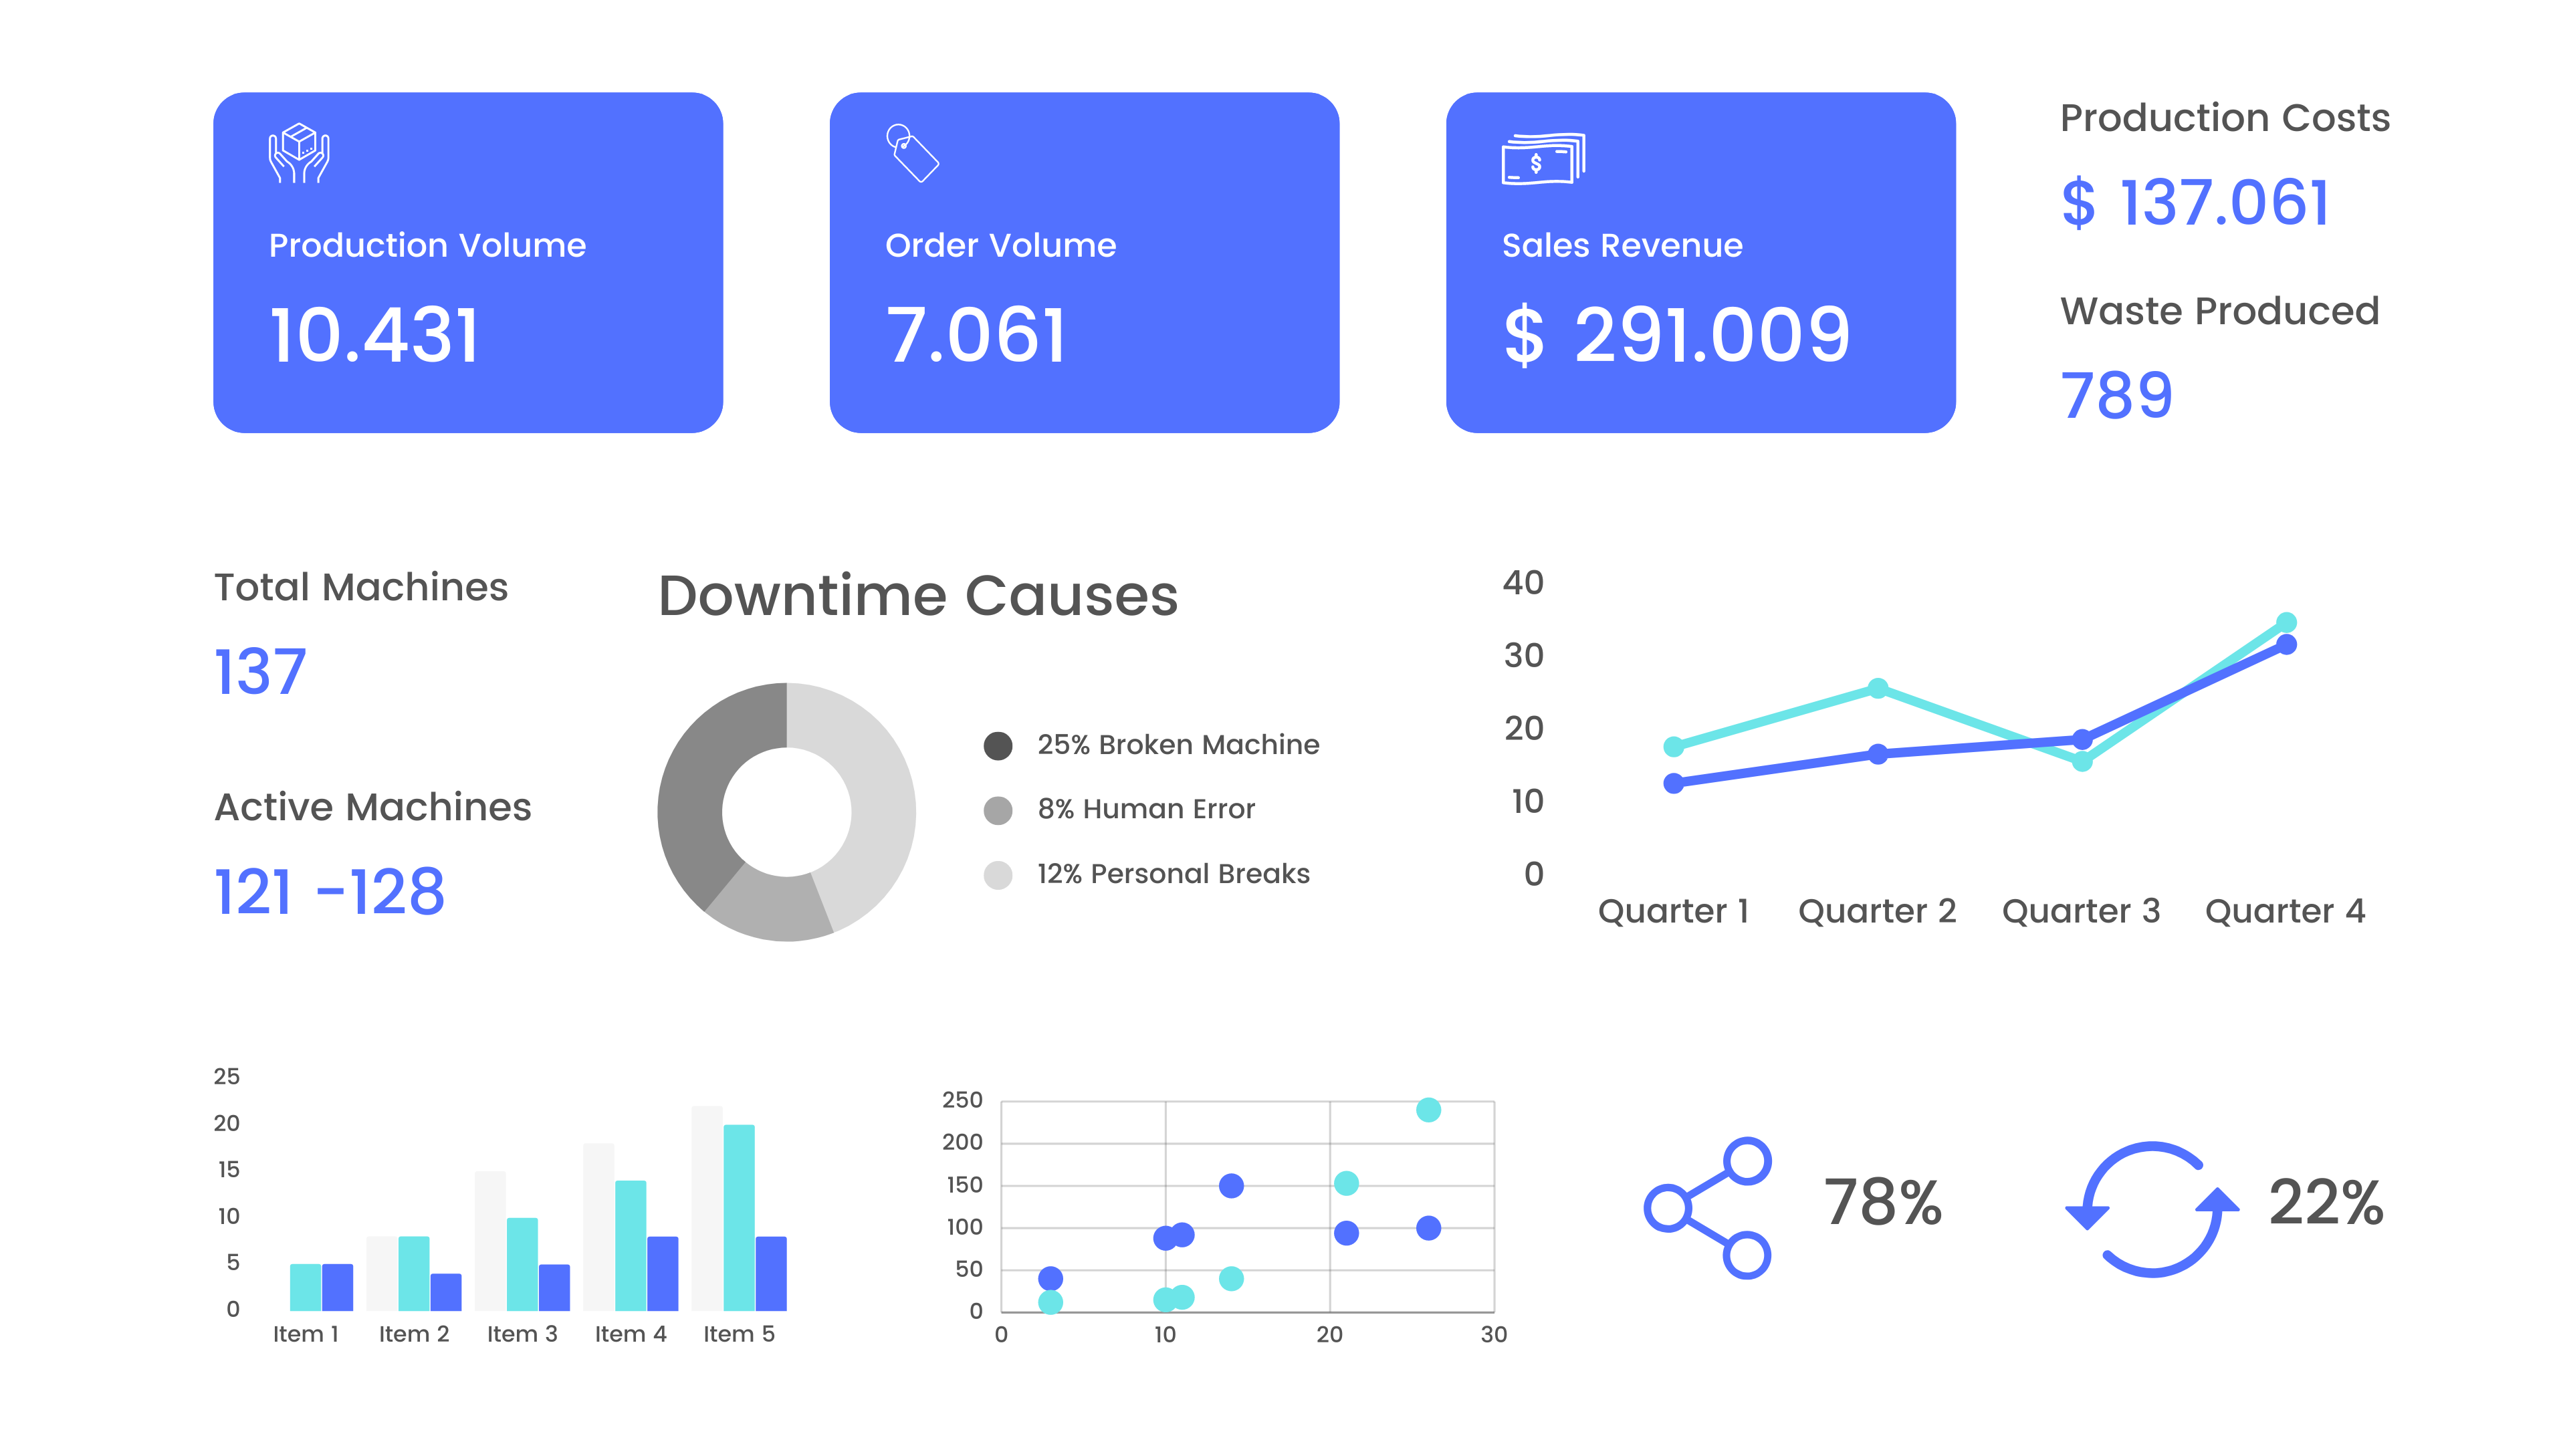 Production Volume
10.431
Order Volume
7.061
Sales Revenue
$ 291.009
Production Costs
$ 137.061
Waste Produced
789
Total Machines
137
Active Machines
121 -128
Downtime Causes
25% Broken Machine
8% Human Error
12% Personal Breaks
40
30
20
10
0
Quarter 1 Quarter 2 Quarter 3 Quarter 4
25
20
15
10
5
0
Item 1 Item 2 Item 3 Item 4 Item 5
250
200
150
100
50
0
0 10 20 30
78%
22%